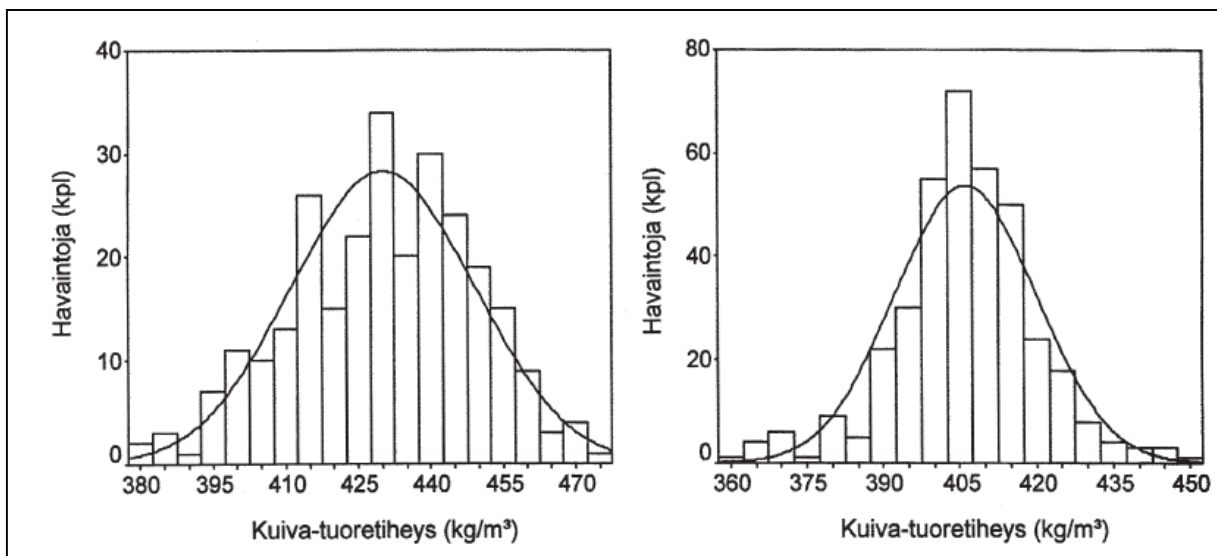 40
30
20
10
0
Havaintoja (kpl)
380 395 410 425 440 455 470
Kuiva-tuoretiheys (kg/m³)
80
60
40
20
0
Havaintoja (kpl)
360 375 390 405 420 435 450
Kuiva-tuoretiheys (kg/m³)